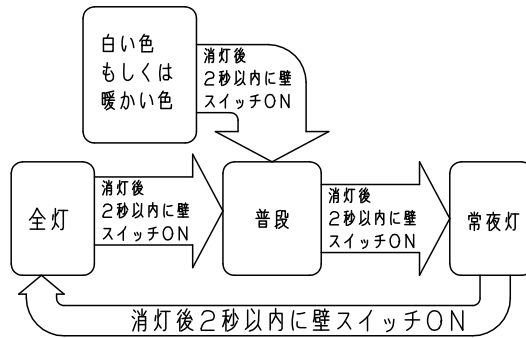 白い色
もしくは
暖かい色
消灯後
2秒以内に壁
スイッチON
全灯
消灯後
2秒以内に壁
スイッチON
普段
消灯後
2秒以内に壁
スイッチON
常夜灯
消灯後2秒以内に壁スイッチON